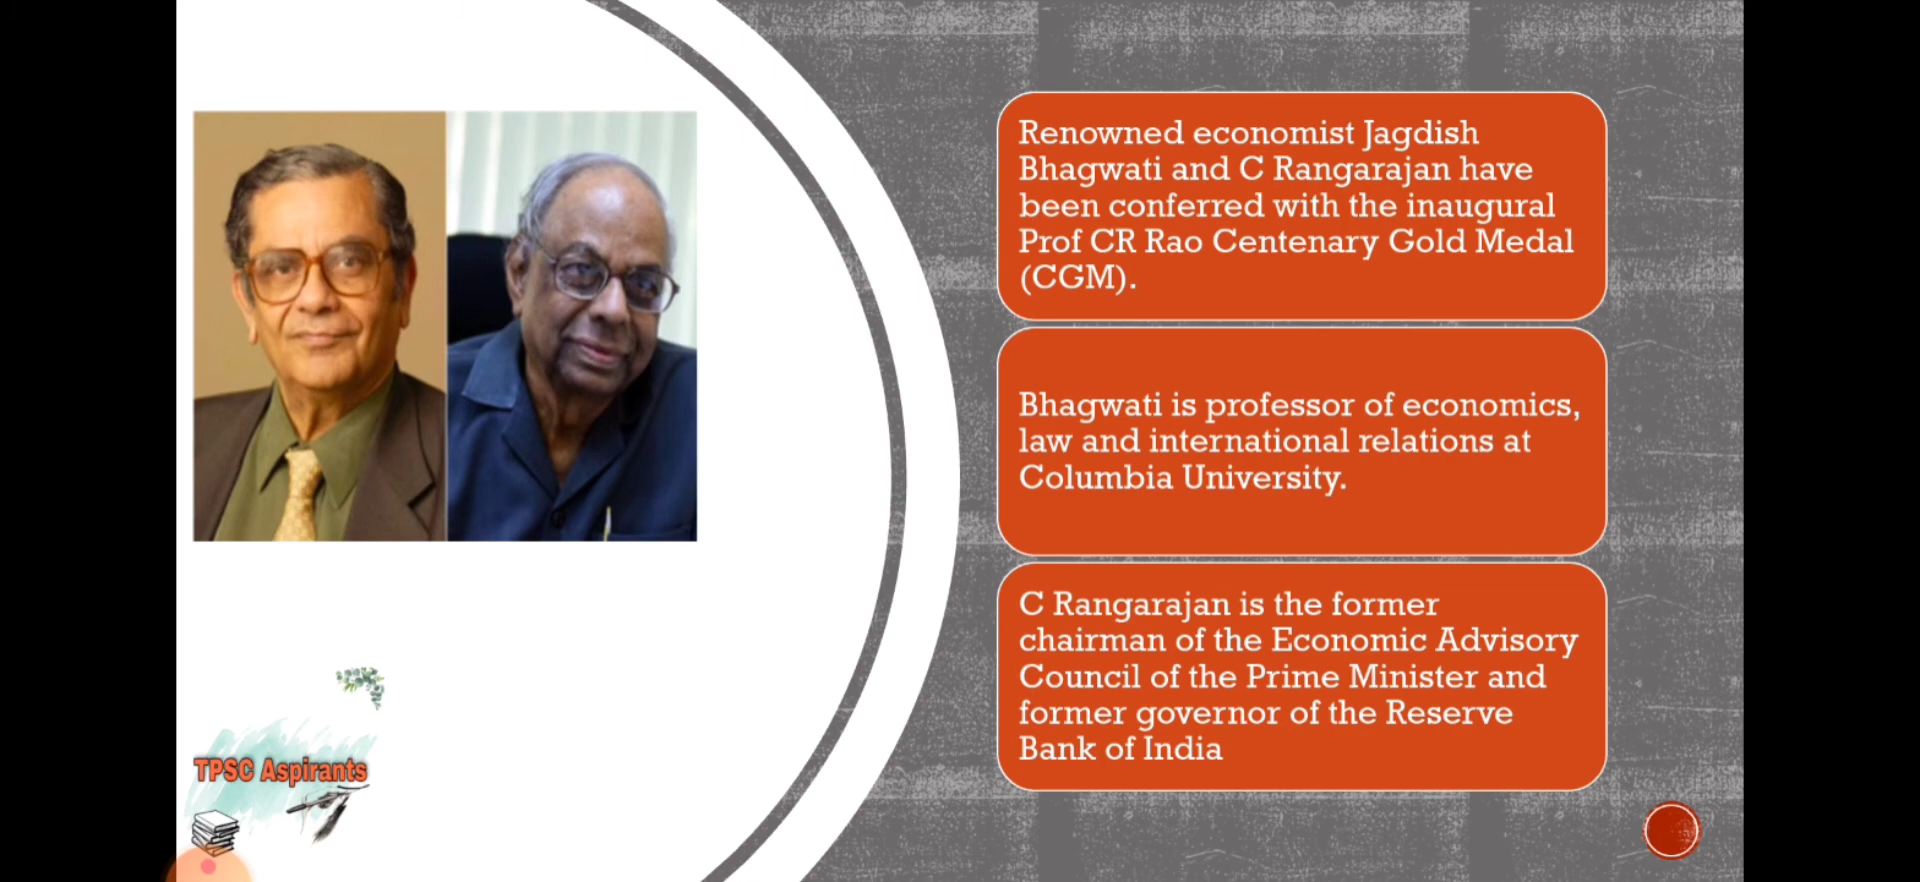 Renowned economist Jagdish
Bhagwati and C Rangarajan have
been conferred with the inaugural
Prof CR Rao Centenary Gold Medal
(CGM).
Bhagwati is professor of economics,
law and international relations at
Columbia University.
C Rangarajan is the former
chairman of the Economic Advisory
Council of the Prime Minister and
former governor of the Reserve
Bank of India
TPSC Aspirants